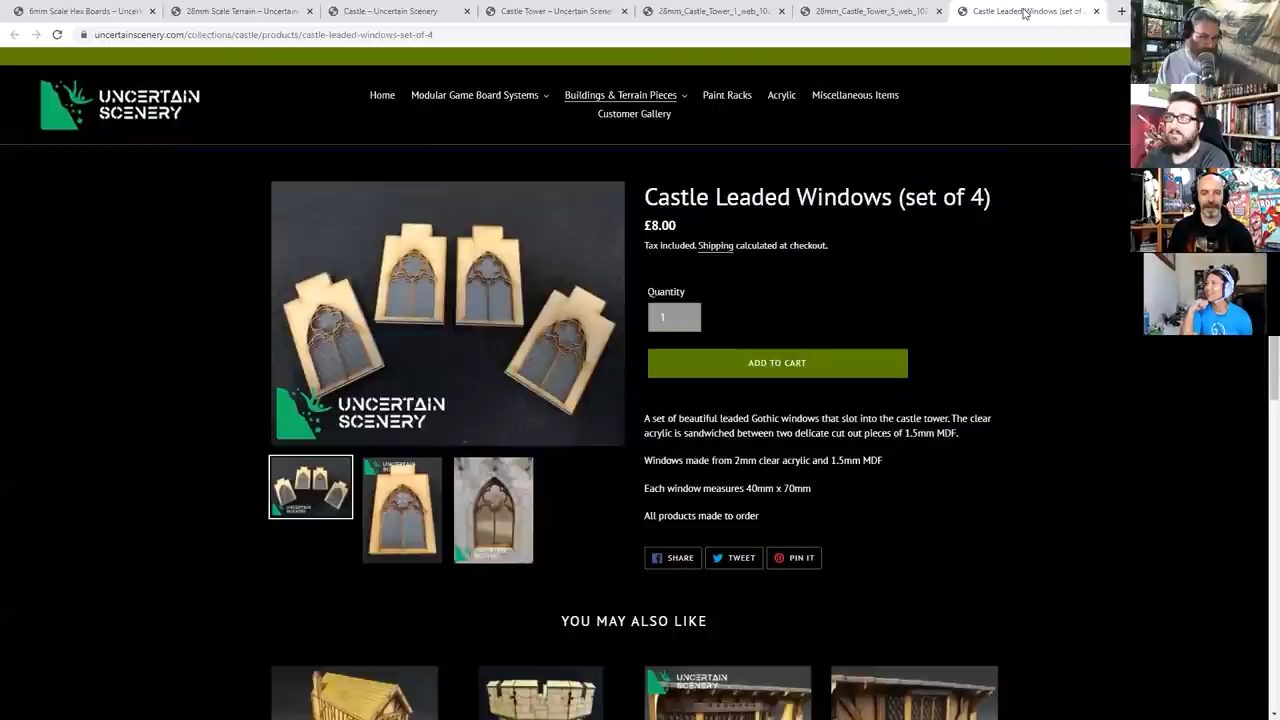 6mm Scale Hex Boards – Uncert
28mm Scale Terrain – Uncertain
Castle – Uncertain Scenery
Castle Tower – Uncertain Scener
28mm_Castle_Tower_1_web_10
28mm_Castle_Tower_5_web_10
Castle Leaded Windows (set of
uncertainscenery.com/collections/castle/products/castle-leaded-windows-set-of-4
UNCERTAIN
SCENERY
Home Modular Game Board Systems Buildings & Terrain Pieces Paint Racks Acrylic Miscellaneous Items
Customer Gallery
UNCERTAIN
SCENERY
Castle Leaded Windows (set of 4)
£8.00
Tax included. Shipping calculated at checkout.
Quantity
1
ADD TO CART
A set of beautiful leaded Gothic windows that slot into the castle tower. The clear
acrylic is sandwiched between two delicate cut out pieces of 1.5mm MDF.
Windows made from 2mm clear acrylic and 1.5mm MDF
Each window measures 40mm x 70mm
All products made to order
SHARE TWEET PIN IT
YOU MAY ALSO LIKE
UNCERTAIN
SCENERY